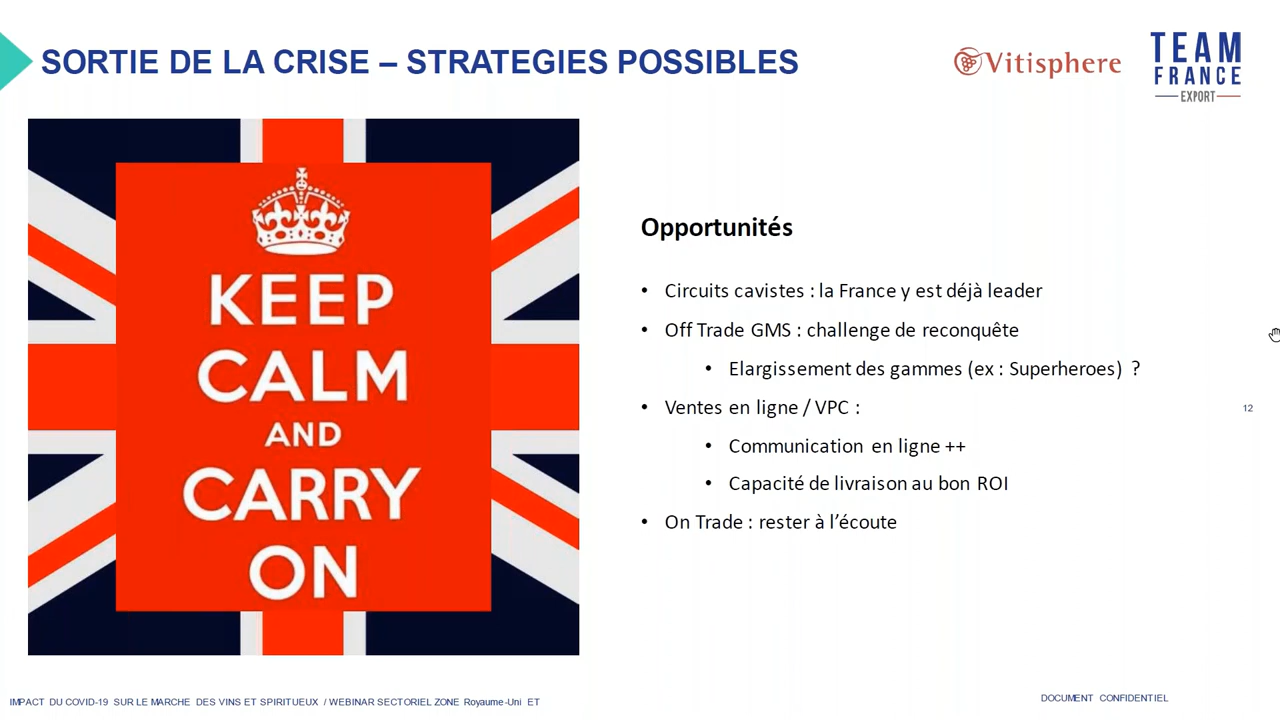 SORTIE DE LA CRISE – STRATEGIES POSSIBLES
Vitisphere
TEAM
FRANCE
EXPORT
KEEP
CALM
AND
CARRY
ON
Opportunités
• Circuits cavistes : la France y est déjà leader
• Off Trade GMS : challenge de reconquête
• Elargissement des gammes (ex : Superheroes) ?
• Ventes en ligne / VPC :
• Communication en ligne ++
• Capacité de livraison au bon ROI
• On Trade : rester à l’écoute
12
IMPACT DU COVID-19 SUR LE MARCHE DES VINS ET SPIRITUEUX / WEBINAR SECTORIEL ZONE Royaume-Uni ET
DOCUMENT CONFIDENTIEL